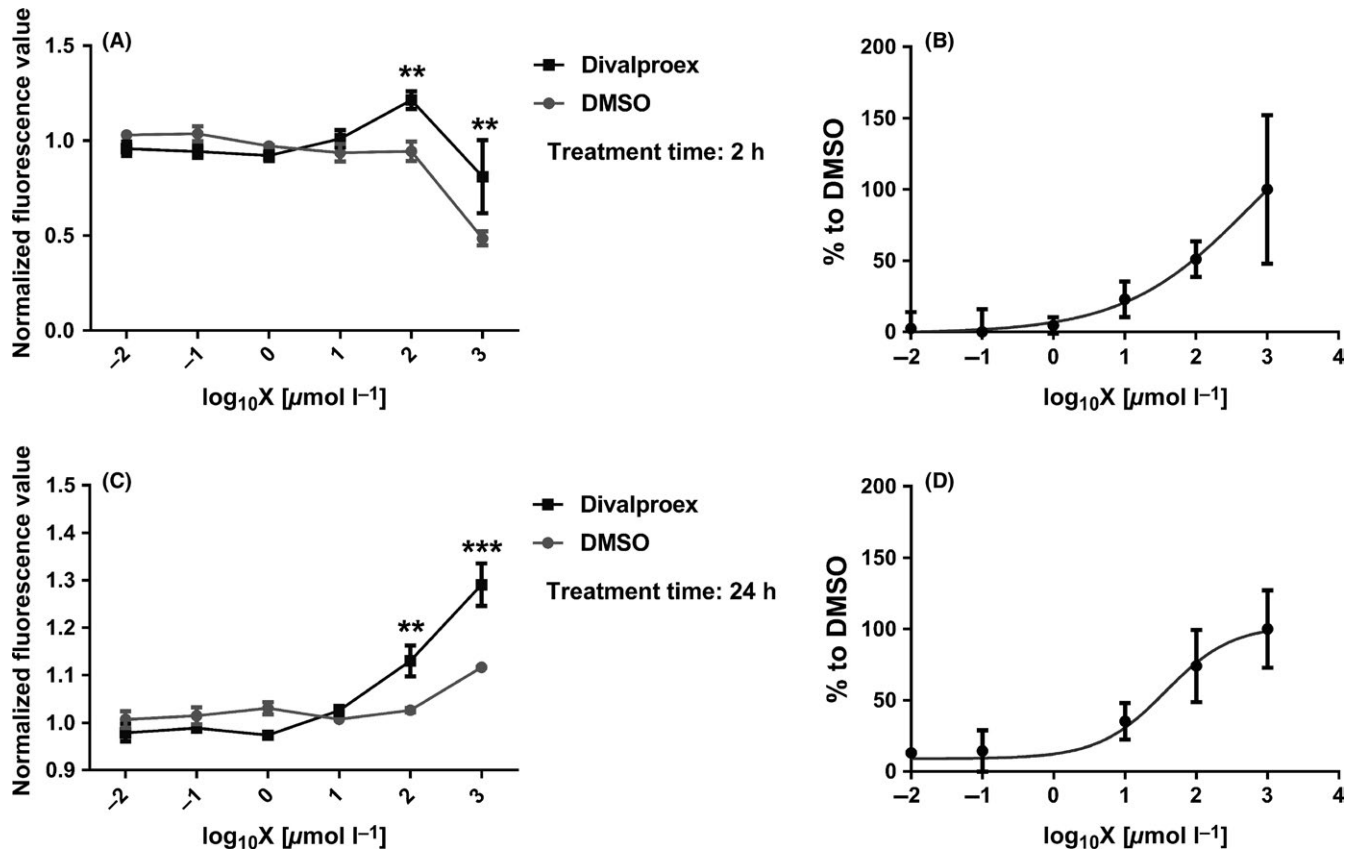 (A)
Normalized fluorescence value
1.5
1.0
0.5
0.0
**
**
–2 –1 0 1 2 3
log₁₀X [µmol l⁻¹]
Divalproex
DMSO
Treatment time: 2 h
(B)
% to DMSO
200
150
100
50
0
–2 –1 0 1 2 3 4
log₁₀X [µmol l⁻¹]
(C)
Normalized fluorescence value
1.5
1.4
1.3
1.2
1.1
1.0
0.9
**
***
–2 –1 0 1 2 3
log₁₀X [µmol l⁻¹]
Divalproex
DMSO
Treatment time: 24 h
(D)
% to DMSO
200
150
100
50
0
–2 –1 0 1 2 3 4
log₁₀X [µmol l⁻¹]